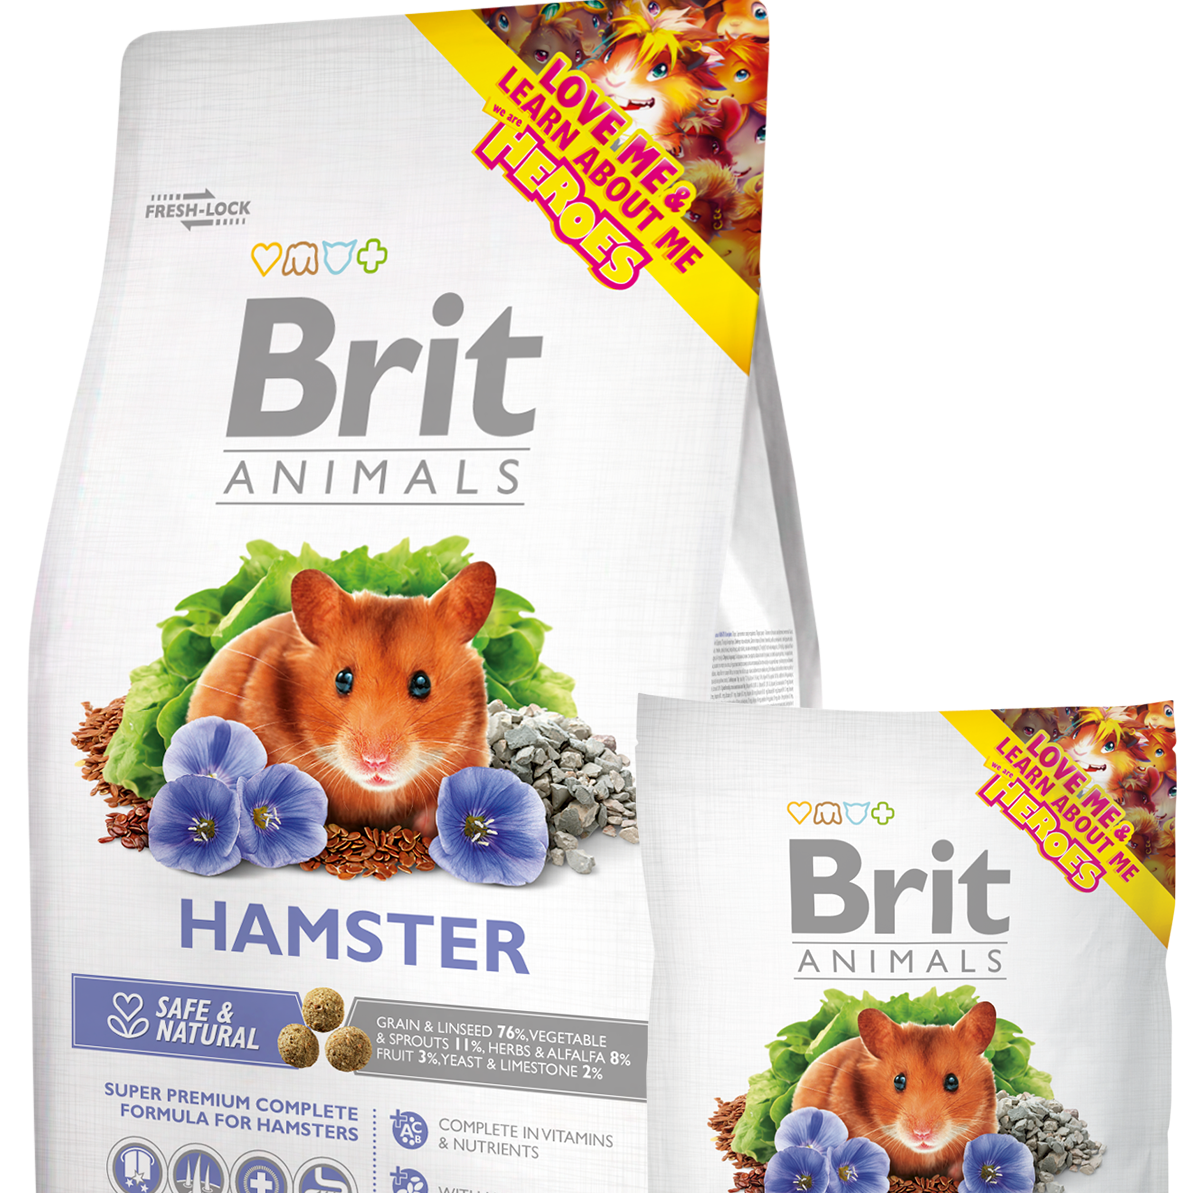 LOVE ME &
LEARN ABOUT ME
we are
HEROES
FRESH-LOCK
Brit
ANIMALS
HAMSTER
SAFE &
NATURAL
GRAIN & LINSEED 76%, VEGETABLE
& SPROUTS 11%, HERBS & ALFALFA 8%
FRUIT 3%, YEAST & LIMESTONE 2%
SUPER PREMIUM COMPLETE
FORMULA FOR HAMSTERS
A
C
B
COMPLETE IN VITAMINS
& NUTRIENTS
LOVE ME &
LEARN ABOUT ME
we are
HEROES
Brit
ANIMALS